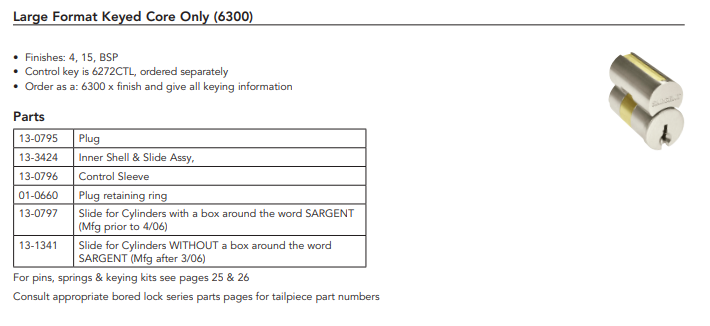 Large Format Keyed Core Only (6300)
• Finishes: 4, 15, BSP
• Control key is 6272CTL, ordered separately
• Order as a: 6300 x finish and give all keying information
Parts
13-0795 Plug
13-3424 Inner Shell & Slide Assy,
13-0796 Control Sleeve
01-0660 Plug retaining ring
13-0797 Slide for Cylinders with a box around the word SARGENT
(Mfg prior to 4/06)
13-1341 Slide for Cylinders WITHOUT a box around the word
SARGENT (Mfg after 3/06)
For pins, springs & keying kits see pages 25 & 26
Consult appropriate bored lock series parts pages for tailpiece part numbers